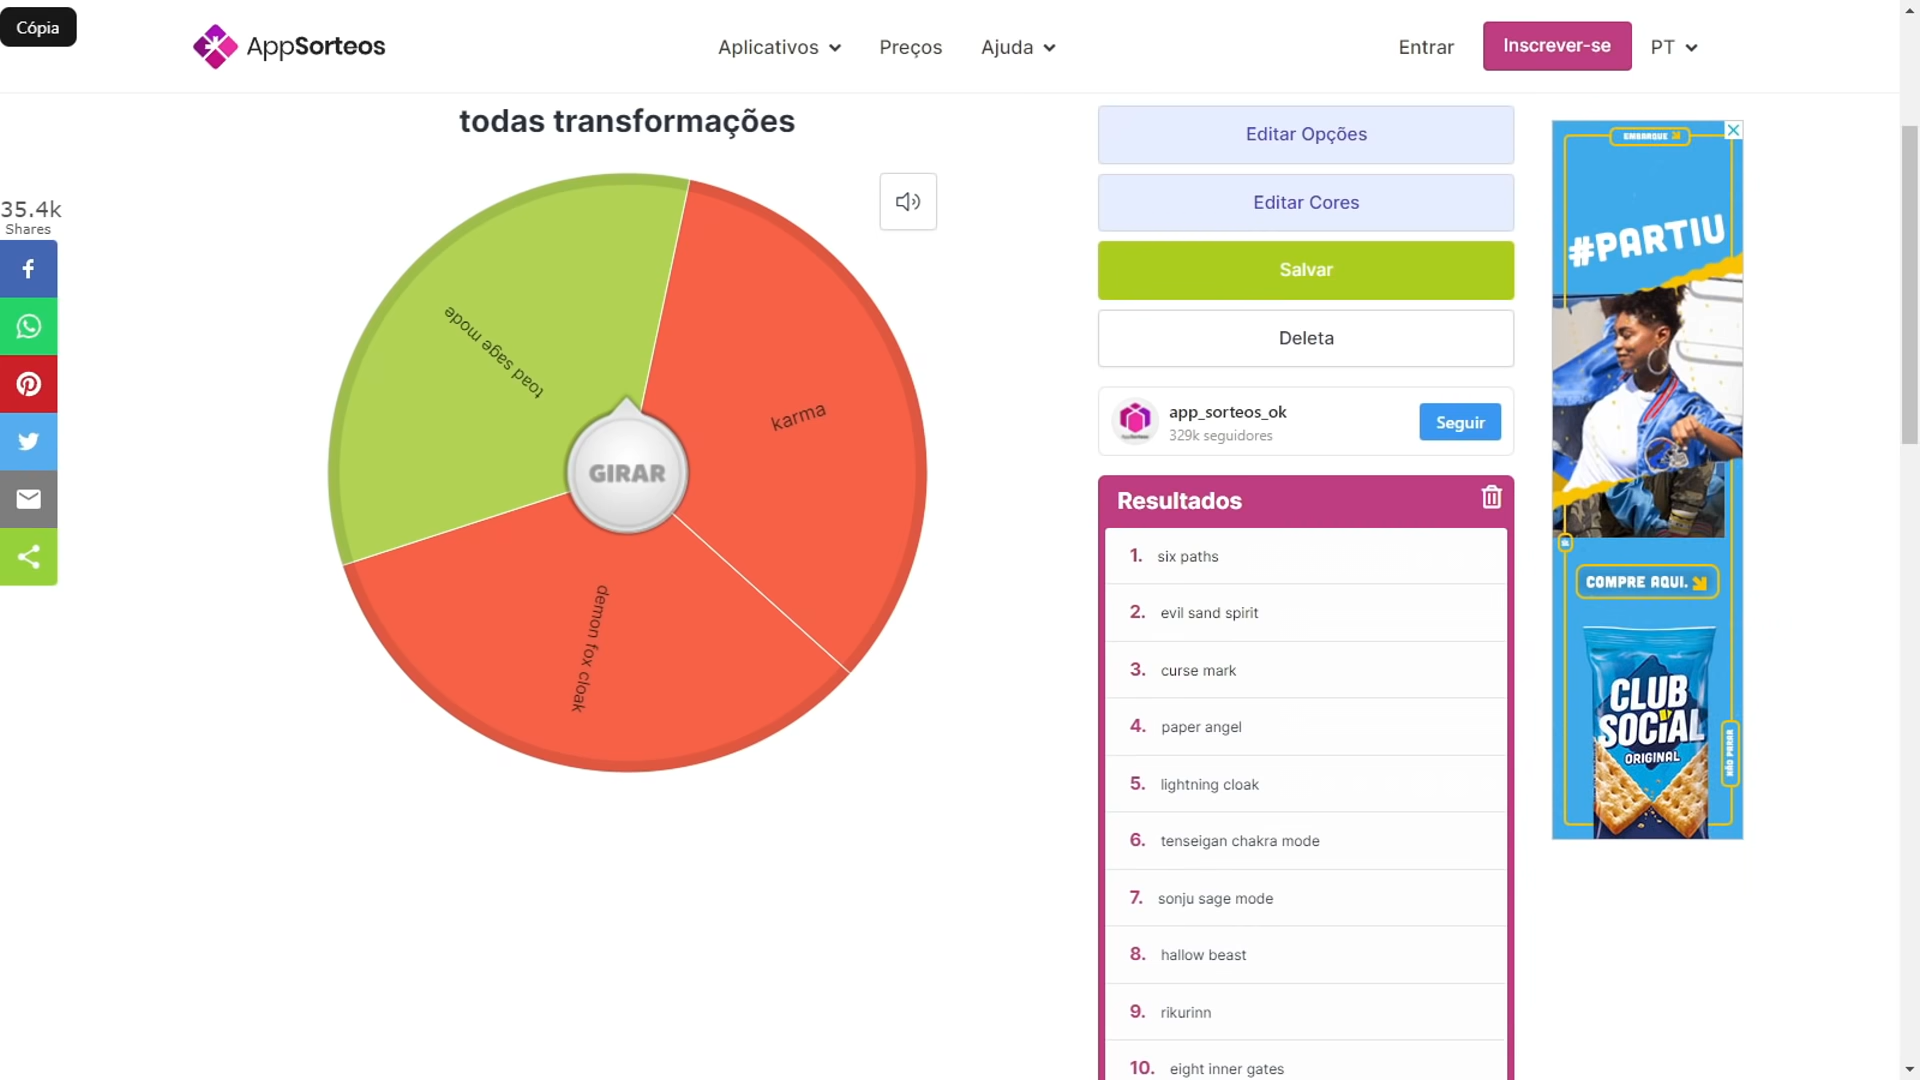 Cópia
AppSorteos
Aplicativos
Preços
Ajuda
Entrar
Inscrever-se
PT
todas transformações
35.4k
Shares
toad sage mode
karma
demon fox cloak
GIRAR
Editar Opções
Editar Cores
Salvar
Deleta
app_sorteos_ok
329k seguidores
Seguir
Resultados
1. six paths
2. evil sand spirit
3. curse mark
4. paper angel
5. lightning cloak
6. tenseigan chakra mode
7. sonju sage mode
8. hallow beast
9. rikurinn
10. eight inner gates
EMBARQUE
#PARTIU
COMPRE AQUI.
CLUB
SOCIAL
ORIGINAL
NÃO PARAR